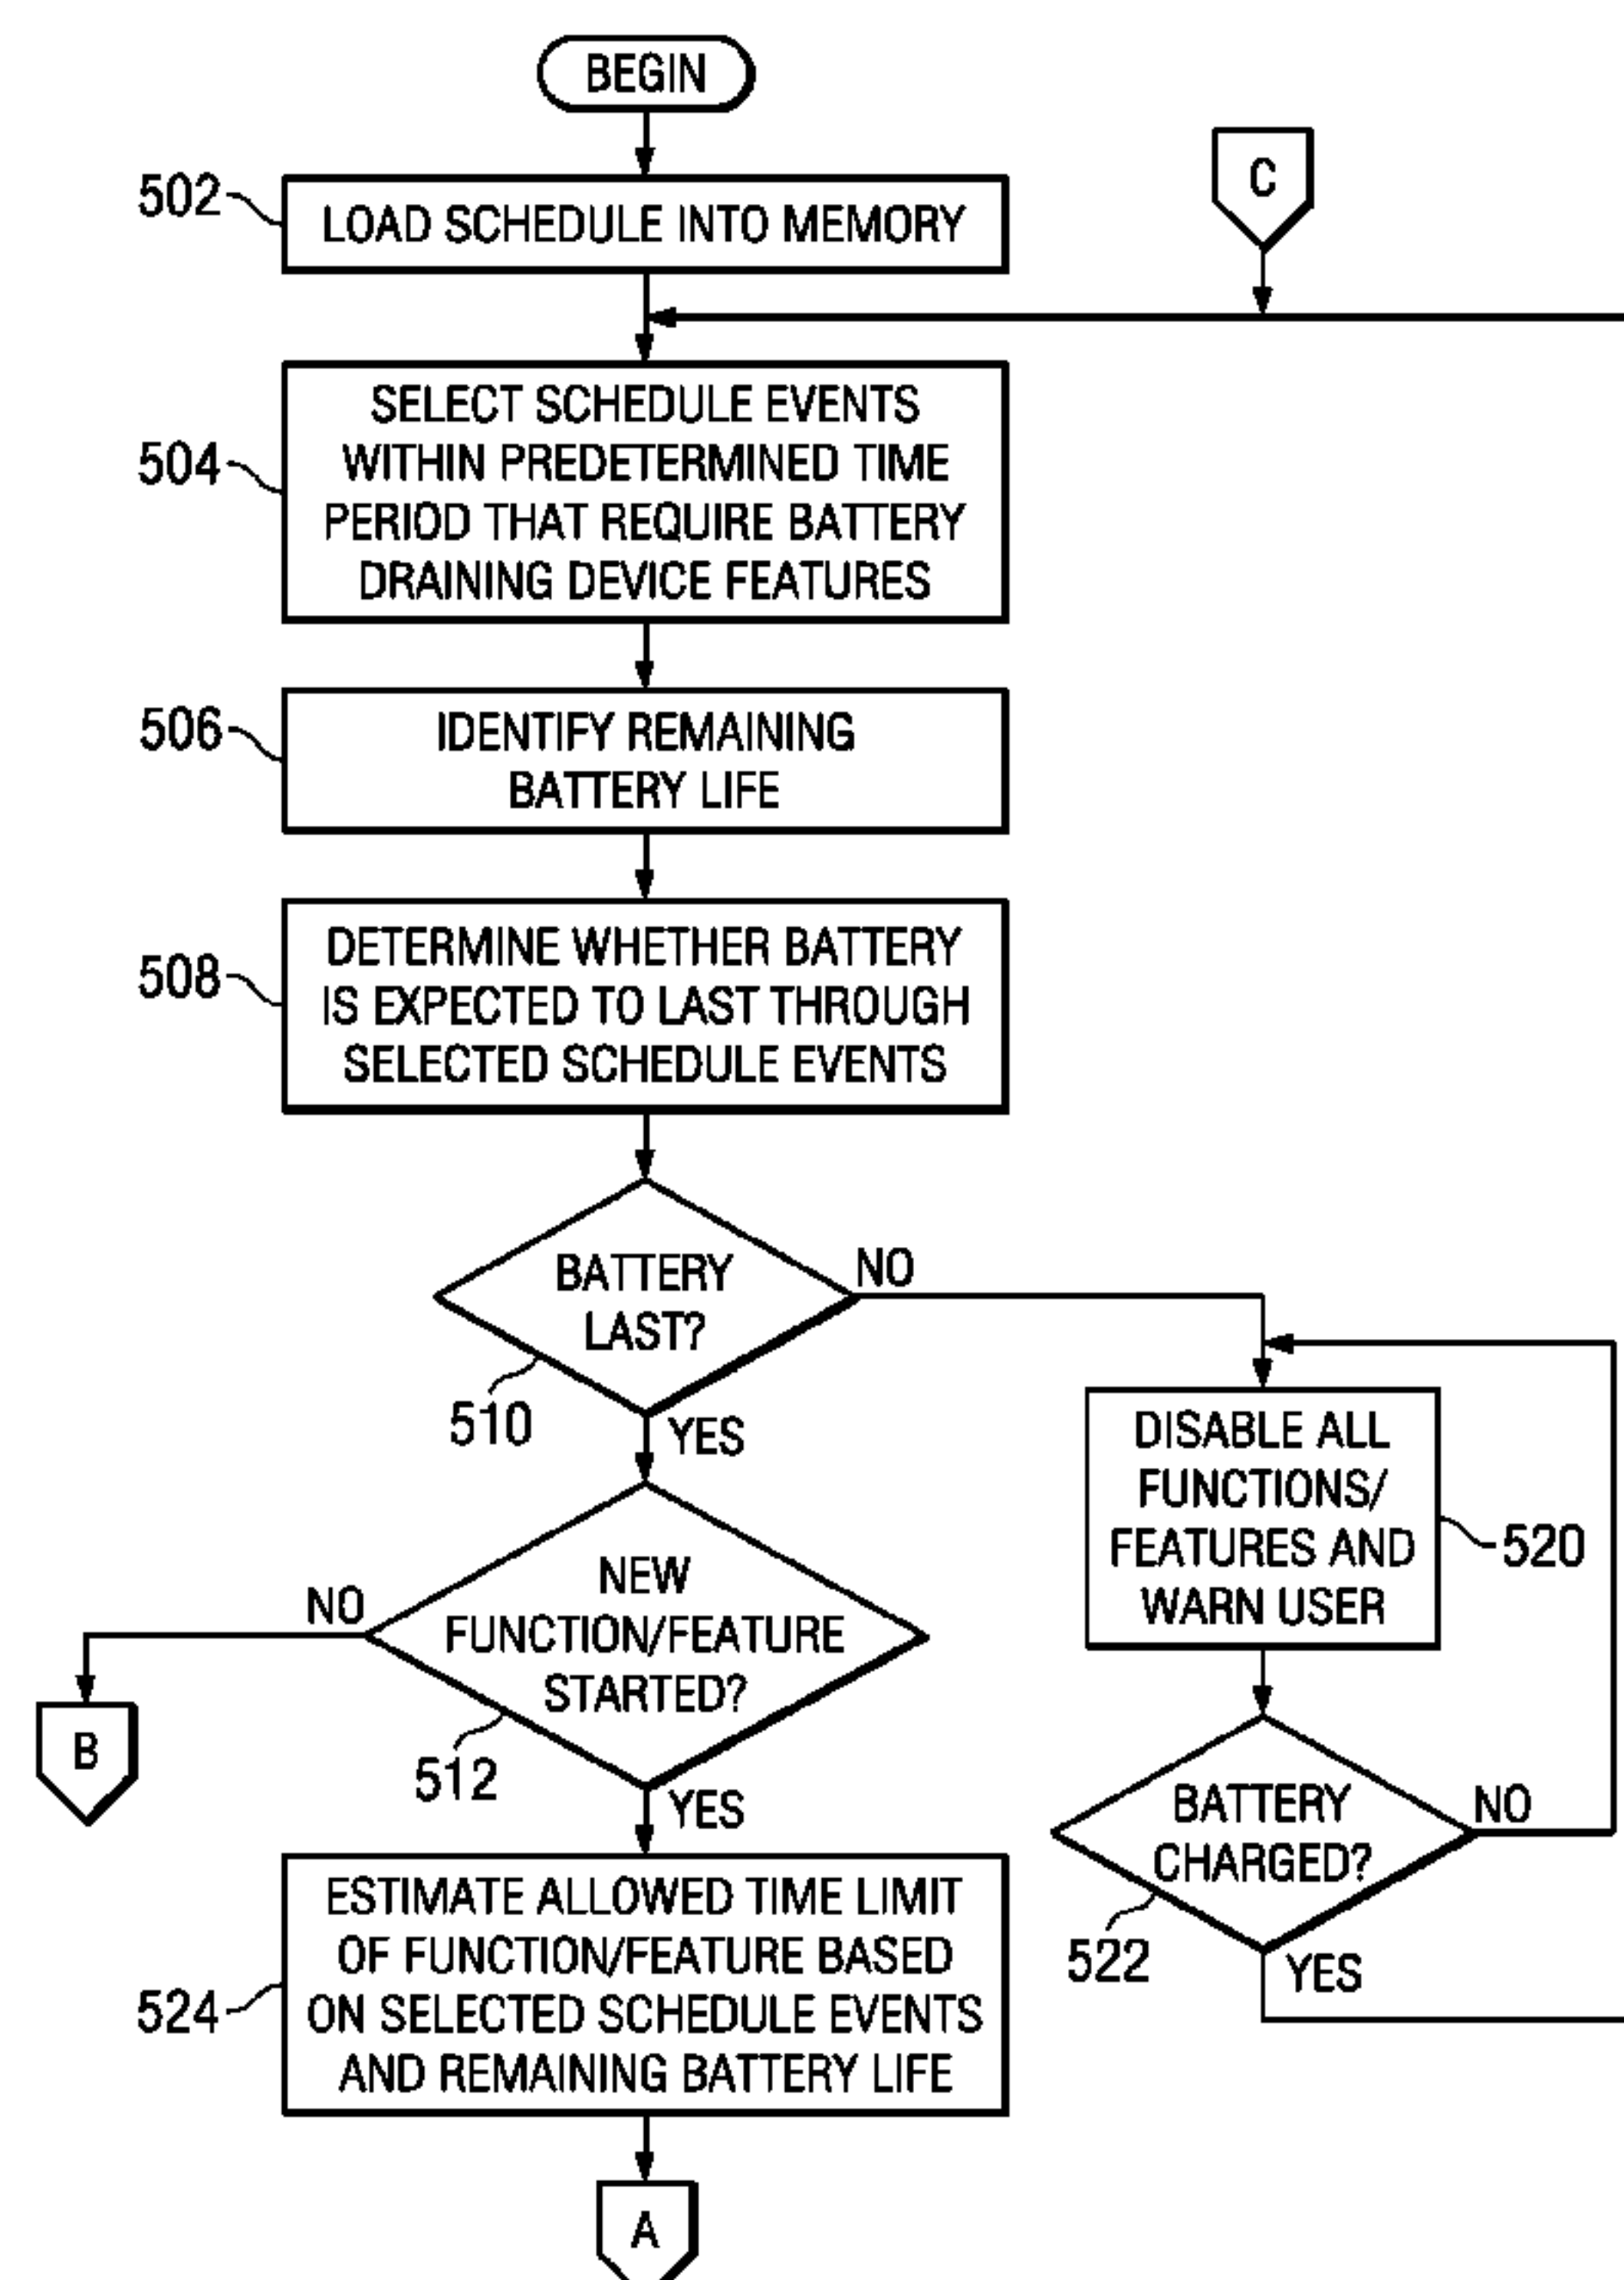 BEGIN
502
LOAD SCHEDULE INTO MEMORY
C
504
SELECT SCHEDULE EVENTS
WITHIN PREDETERMINED TIME
PERIOD THAT REQUIRE BATTERY
DRAINING DEVICE FEATURES
506
IDENTIFY REMAINING
BATTERY LIFE
508
DETERMINE WHETHER BATTERY
IS EXPECTED TO LAST THROUGH
SELECTED SCHEDULE EVENTS
BATTERY
LAST?
NO
510
YES
DISABLE ALL
FUNCTIONS/
FEATURES AND
WARN USER
520
NO
NEW
FUNCTION/FEATURE
STARTED?
B
512
YES
BATTERY
CHARGED?
NO
522
YES
524
ESTIMATE ALLOWED TIME LIMIT
OF FUNCTION/FEATURE BASED
ON SELECTED SCHEDULE EVENTS
AND REMAINING BATTERY LIFE
A